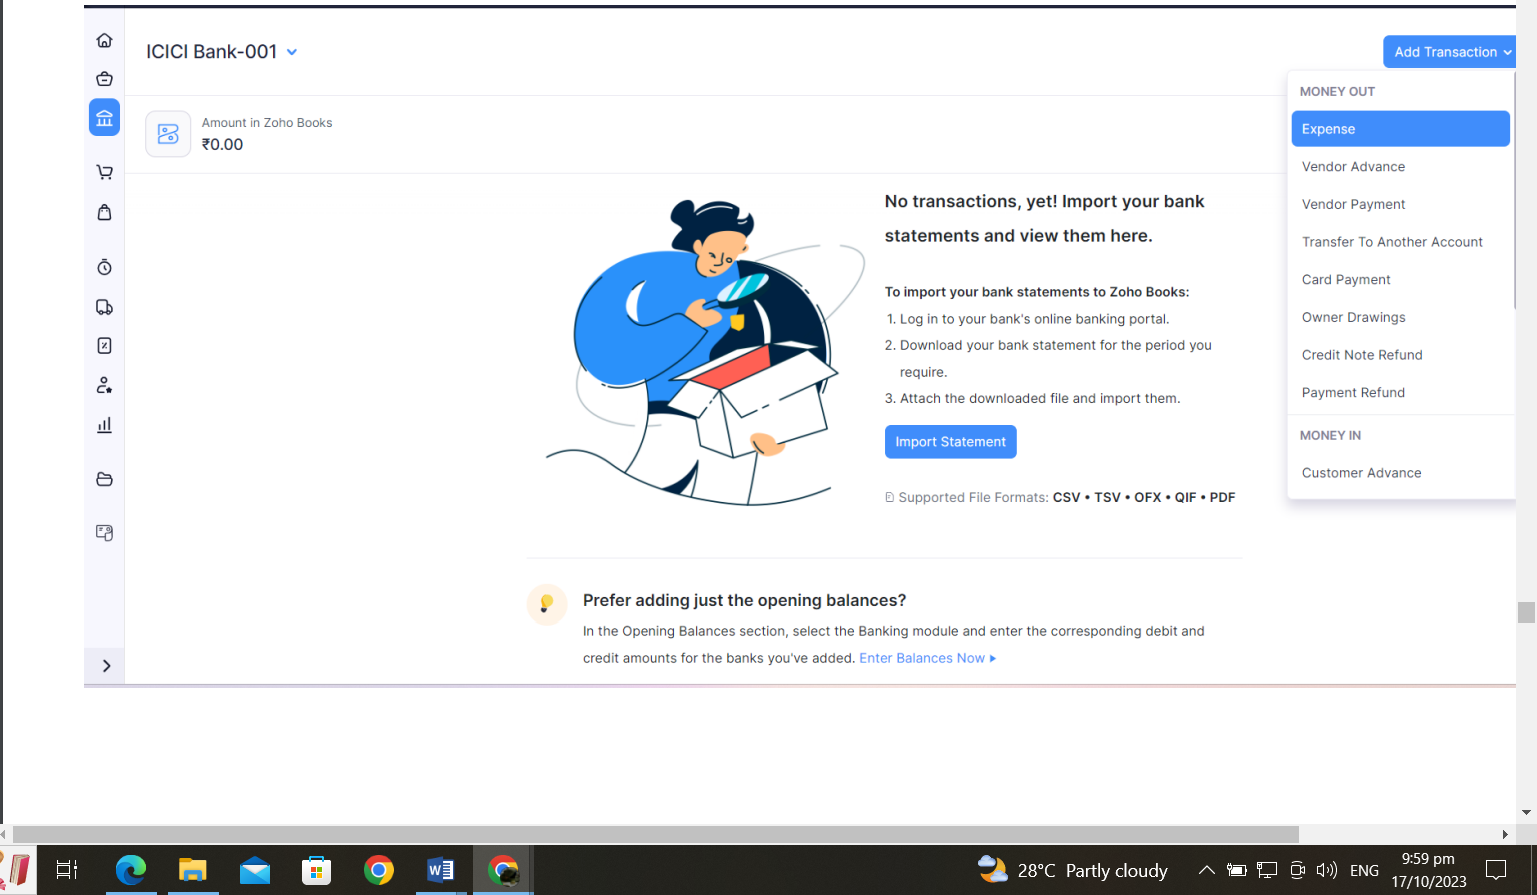 ICICI Bank-001
Add Transaction
Amount in Zoho Books
₹0.00
MONEY OUT
Expense
Vendor Advance
Vendor Payment
Transfer To Another Account
Card Payment
Owner Drawings
Credit Note Refund
Payment Refund
MONEY IN
Customer Advance
No transactions, yet! Import your bank
statements and view them here.
To import your bank statements to Zoho Books:
1. Log in to your bank's online banking portal.
2. Download your bank statement for the period you
require.
3. Attach the downloaded file and import them.
Import Statement
Supported File Formats: CSV • TSV • OFX • QIF • PDF
Prefer adding just the opening balances?
In the Opening Balances section, select the Banking module and enter the corresponding debit and
credit amounts for the banks you've added. Enter Balances Now
28°C Partly cloudy
ENG
9:59 pm
17/10/2023